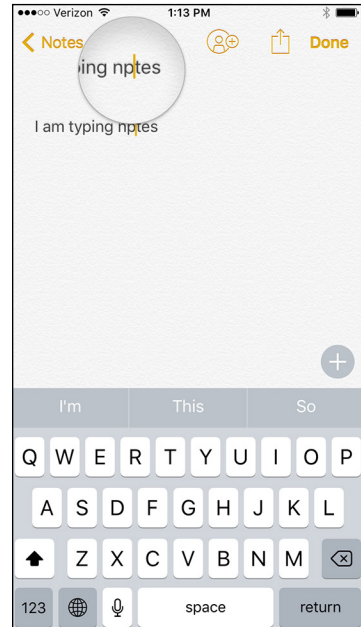 Verizon 1:13 PM
Notes Done
ping nptes
I am typing nptes
I'm This So
Q W E R T Y U I O P
A S D F G H J K L
Z X C V B N M
123 space return